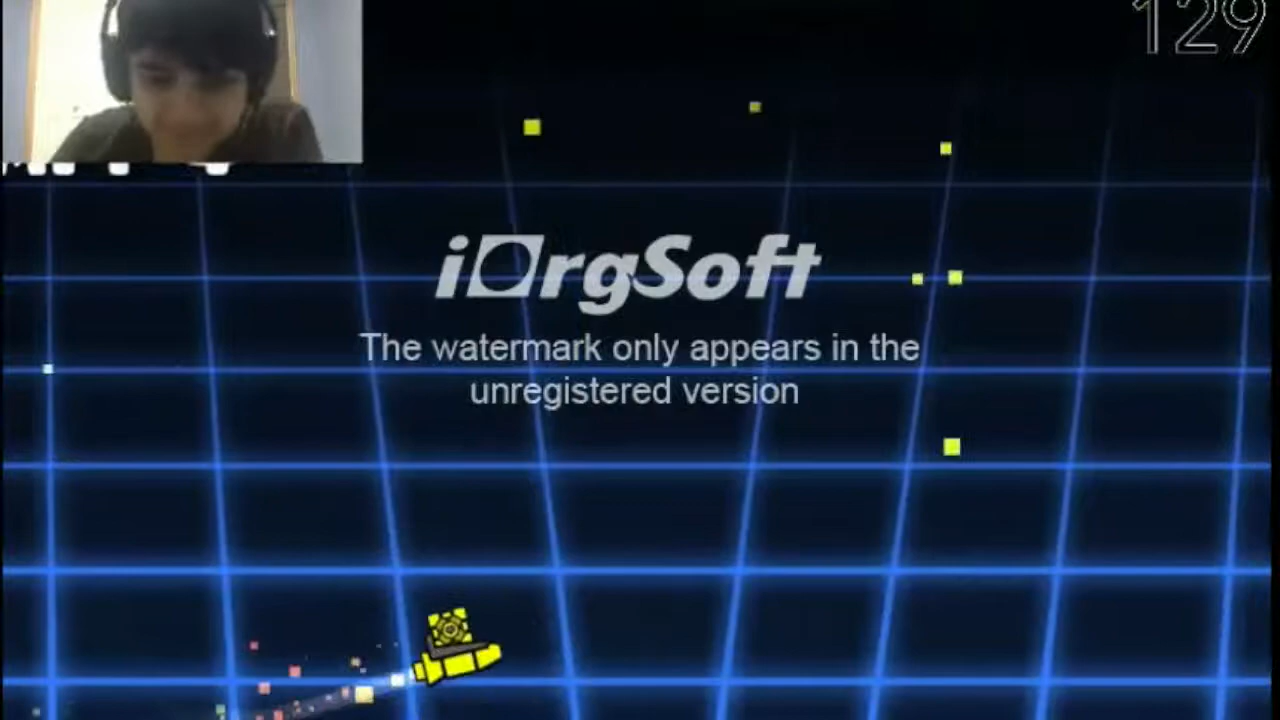 129
iOrgSoft
The watermark only appears in the
unregistered version